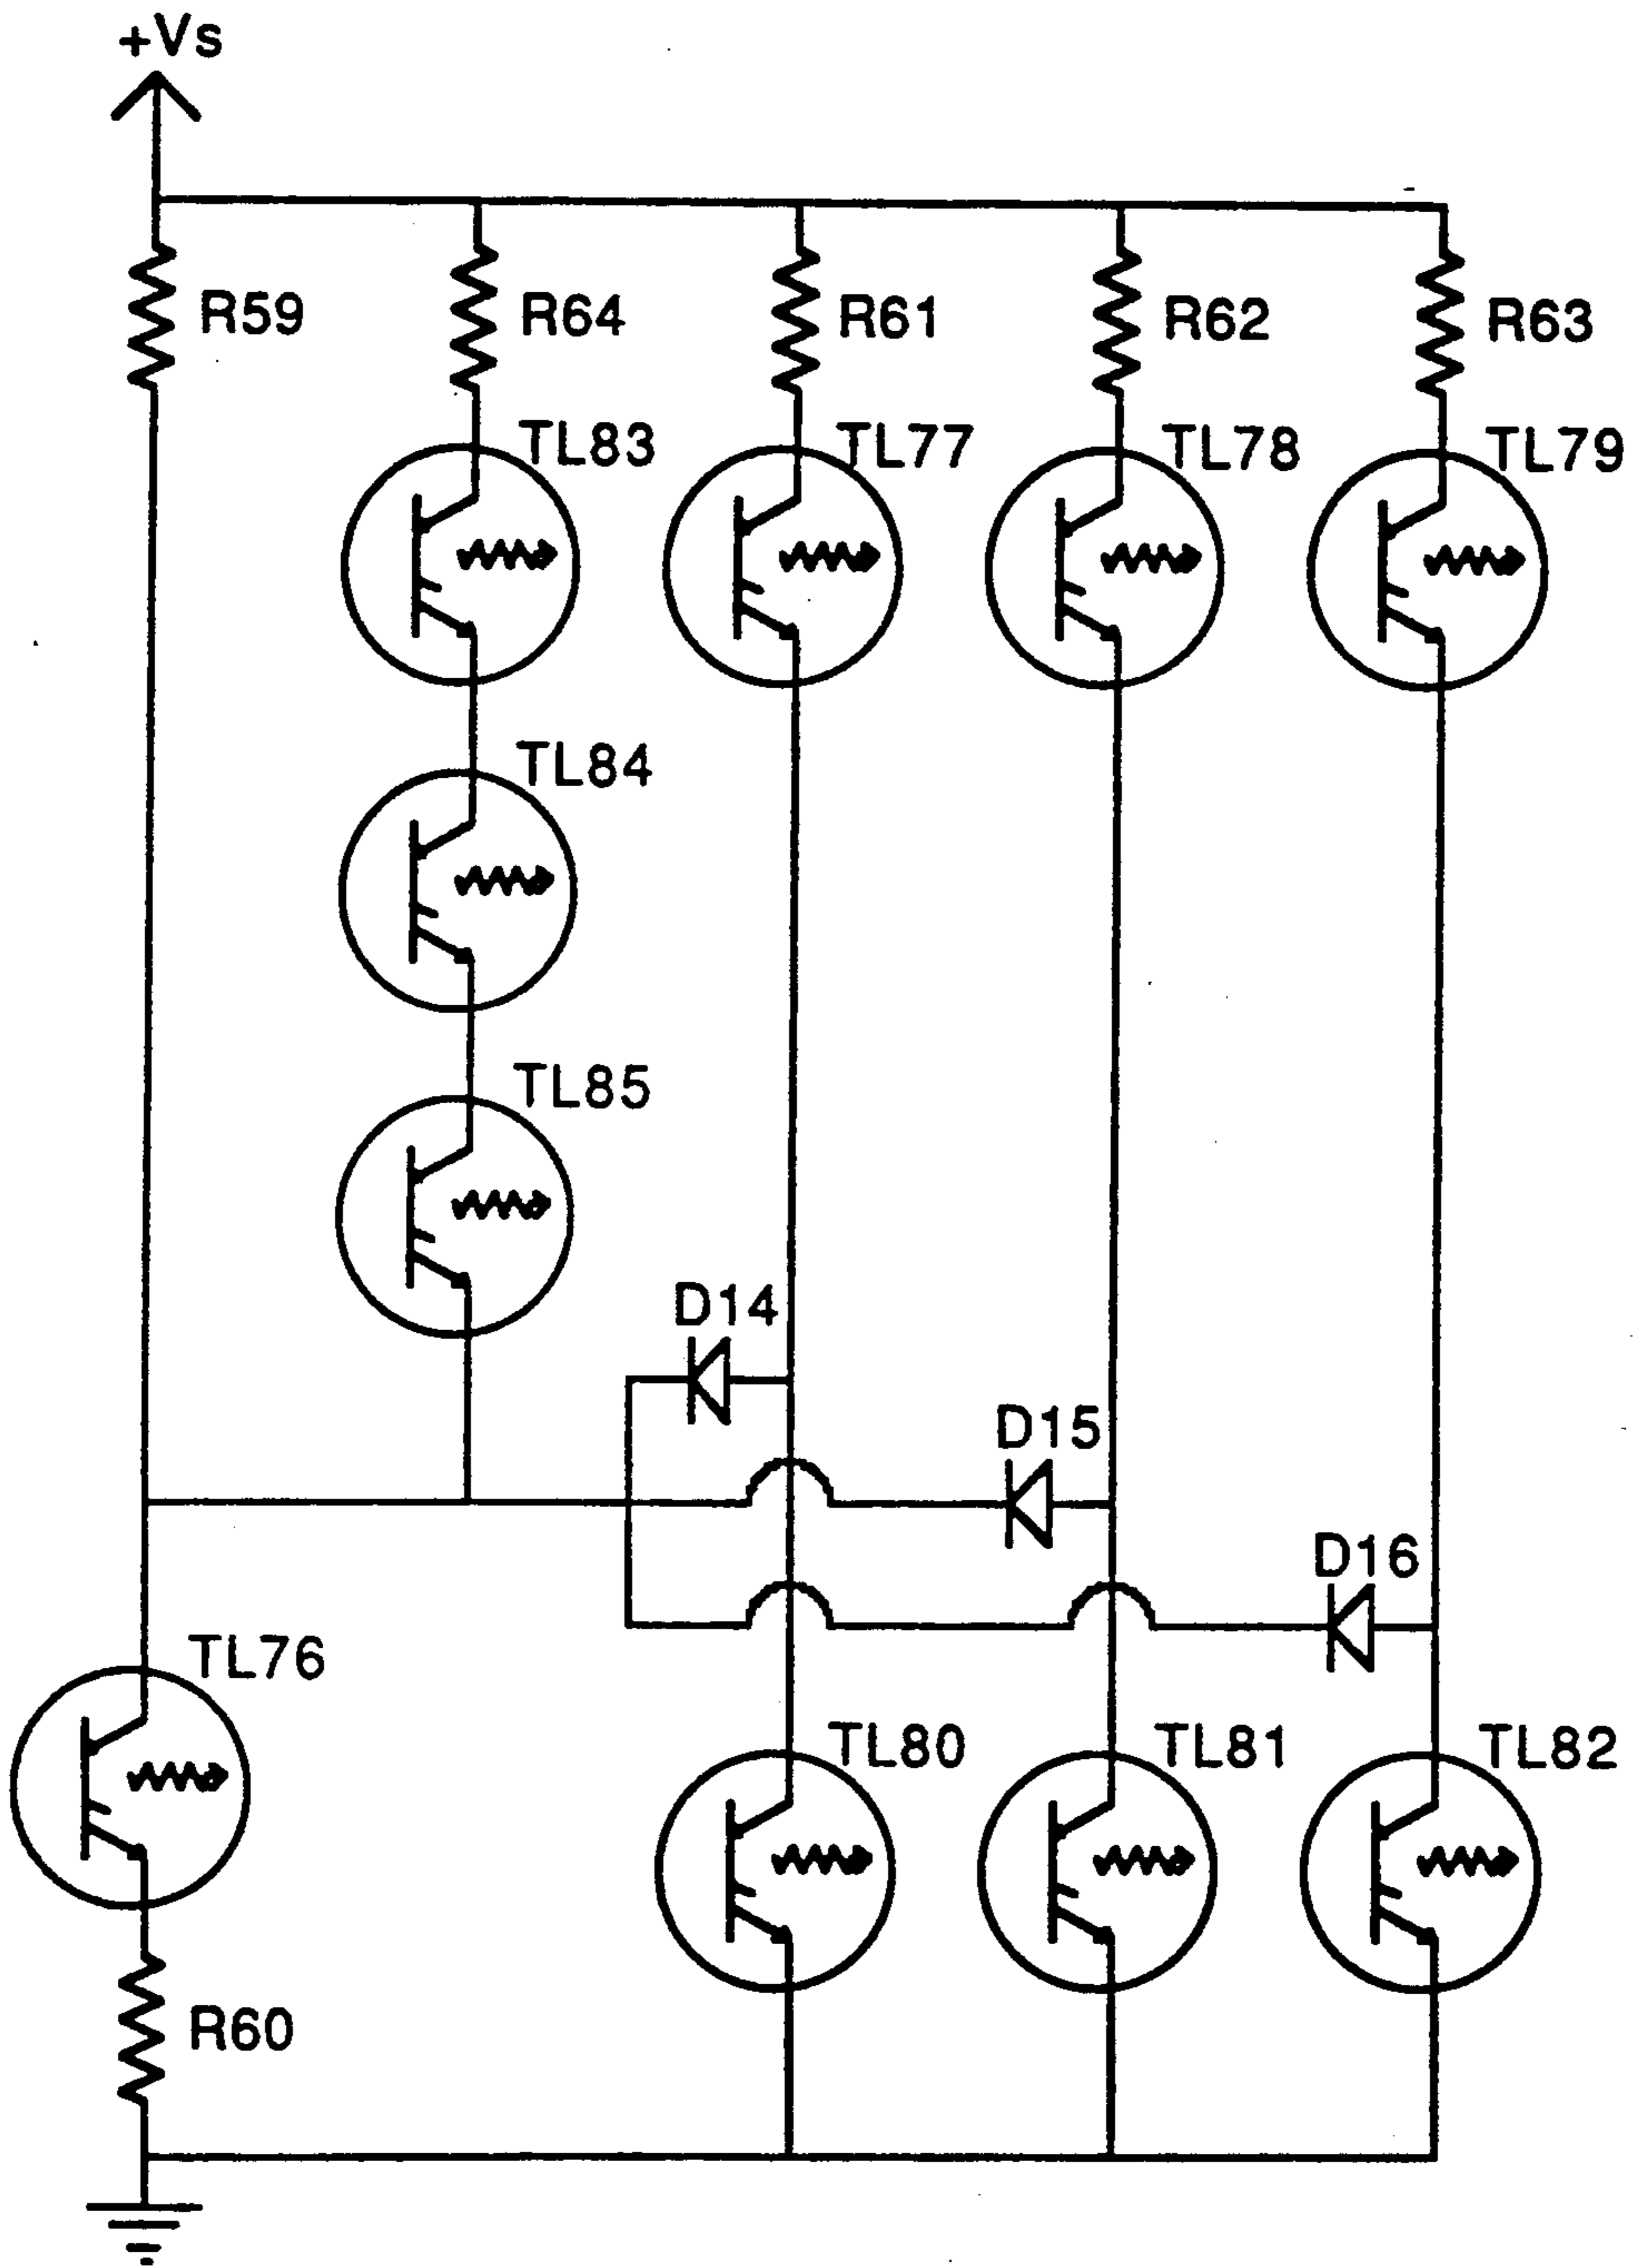 +Vs
R59
R64
R61
R62
R63
TL83
TL77
TL78
TL79
TL84
TL85
D14
D15
D16
TL76
TL80
TL81
TL82
R60